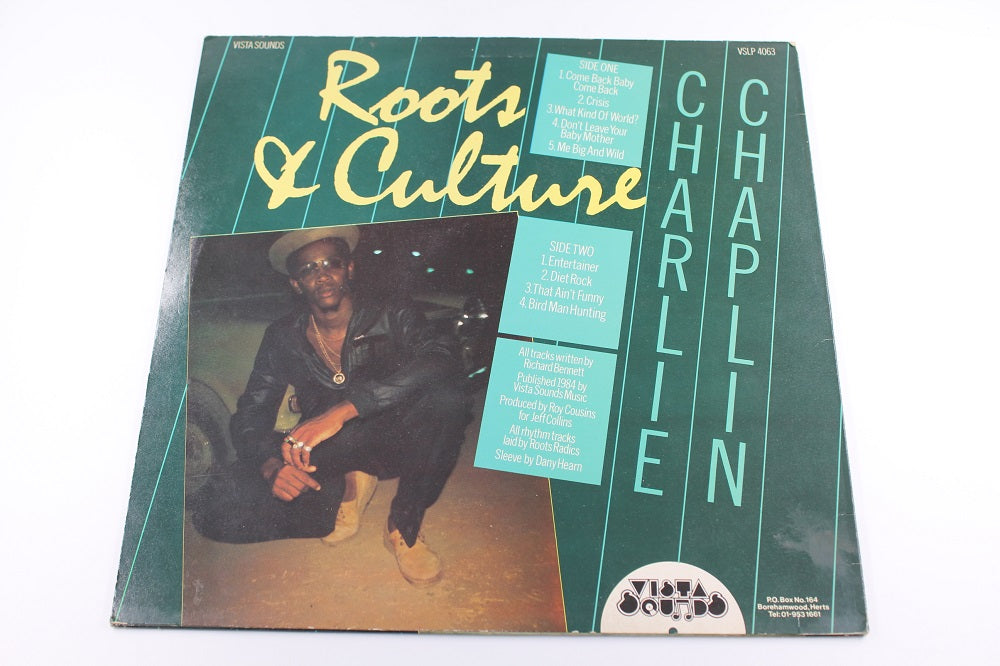 VISTA SOUNDS
VSLP 4063
Roots
& Culture
CHARLIE
CHAPLIN
SIDE ONE
1. Come Back Baby
Come Back
2. Crisis
3. What Kind Of World?
4. Don't Leave Your
Baby Mother
5. Me Big And Wild
SIDE TWO
1. Entertainer
2. Diet Rock
3. That Ain't Funny
4. Bird Man Hunting
All tracks written by
Richard Bennett
Published 1984 by
Vista Sounds Music
Produced by Roy Cousins
for Jeff Collins
All rhythm tracks
laid by Roots Radics
Sleeve by Dany Hearn
VISTA
SOUNDS
P.O. Box No. 164
Borehamwood, Herts
Tel: 01-953 1661